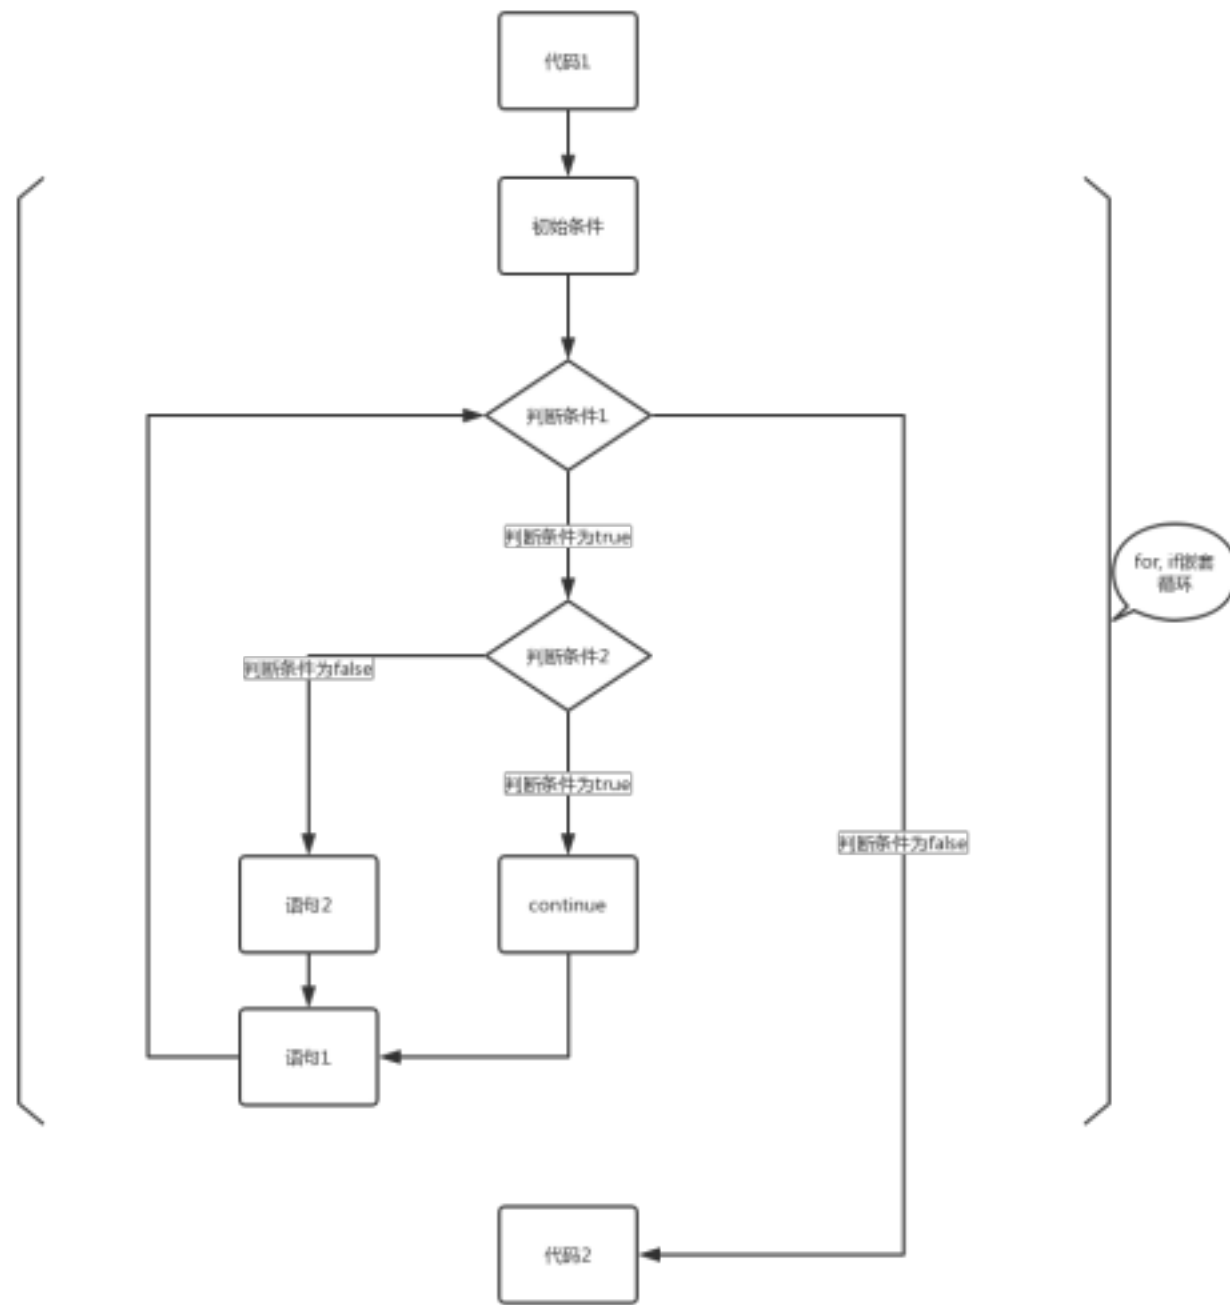 代码1
初始条件
判断条件1
判断条件为true
for, if嵌套
循环
判断条件2
判断条件为false
判断条件为true
判断条件为false
语句2
continue
语句1
代码2